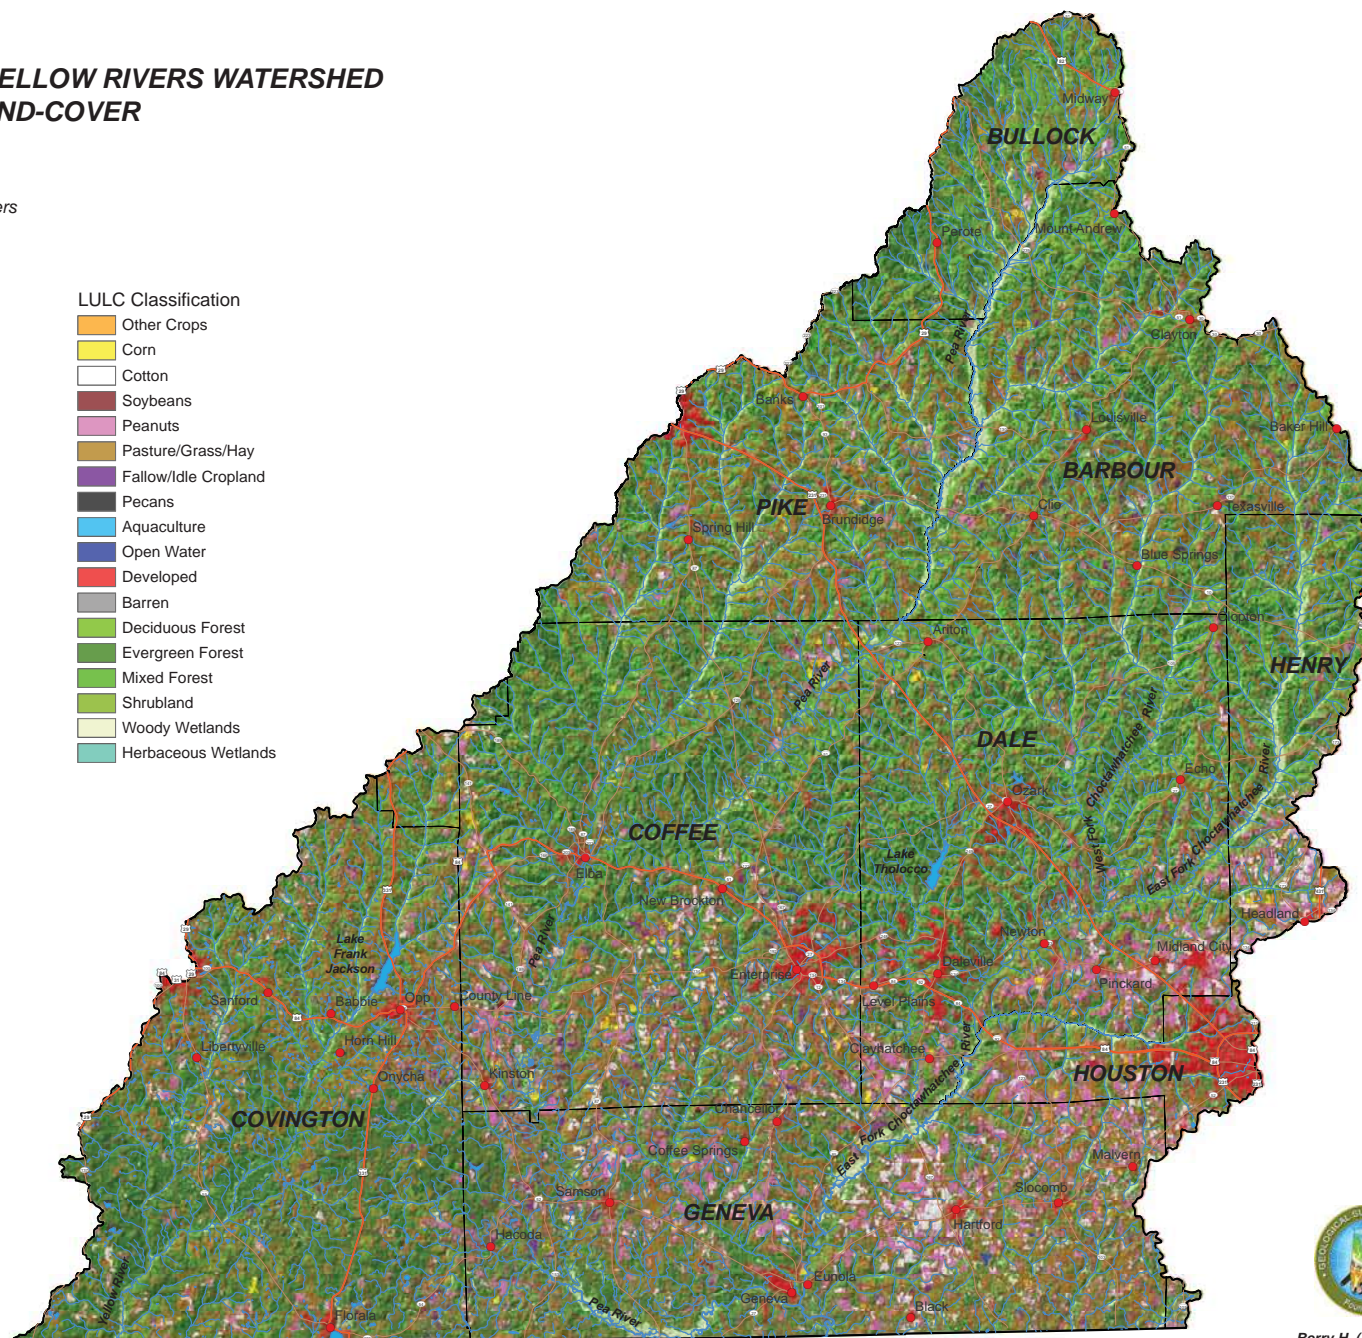 ELLOW RIVERS WATERSHED
ND-COVER
ers
LULC Classification
Other Crops
Corn
Cotton
Soybeans
Peanuts
Pasture/Grass/Hay
Fallow/Idle Cropland
Pecans
Aquaculture
Open Water
Developed
Barren
Deciduous Forest
Evergreen Forest
Mixed Forest
Shrubland
Woody Wetlands
Herbaceous Wetlands
Midway
BULLOCK
Perote
Mount Andrew
Pea River
Clayton
Banks
Louisville
Baker Hill
BARBOUR
PIKE
Brundidge
Clio
Texasville
Spring Hill
Blue Springs
Ariton
Clopton
HENRY
Pea River
DALE
West Fork Choctawhatchee River
Echo
Ozark
East Fork Choctawhatchee River
COFFEE
Elba
Lake
Tholocco
New Brockton
Headland
Newton
Midland City
Lake
Frank
Jackson
Pea River
Enterprise
Daleville
Pinckard
Level Plains
Sanford
Babbie
Opp
County Line
Horn Hill
Libertyville
Clayhatchee
Onycha
Kinston
HOUSTON
COVINGTON
Chancellor
East Fork Choctawhatchee River
Coffee Springs
Malvern
Samson
Slocomb
GENEVA
Hartford
Hacoda
Yellow River
Eunola
Geneva
Pea River
Black
Florala
GEOLOGICAL SU
Berry H.